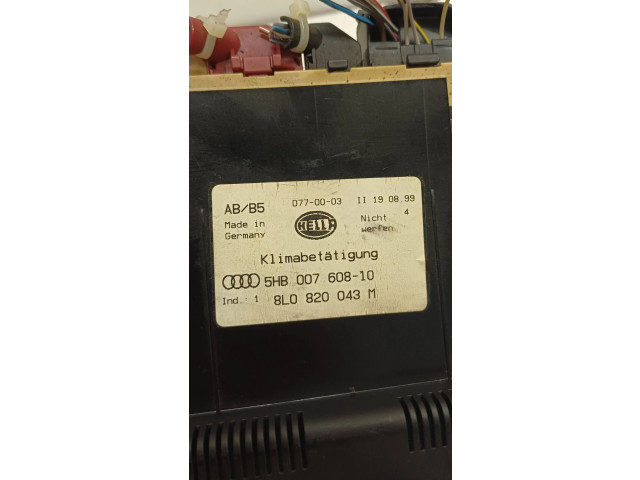 AB/B5 077-00-03 II 19.08.99
Made in Germany HELLA Nicht werfen 4
Klimabetätigung
5HB 007 608-10
Ind. 1 8L0 820 043 M